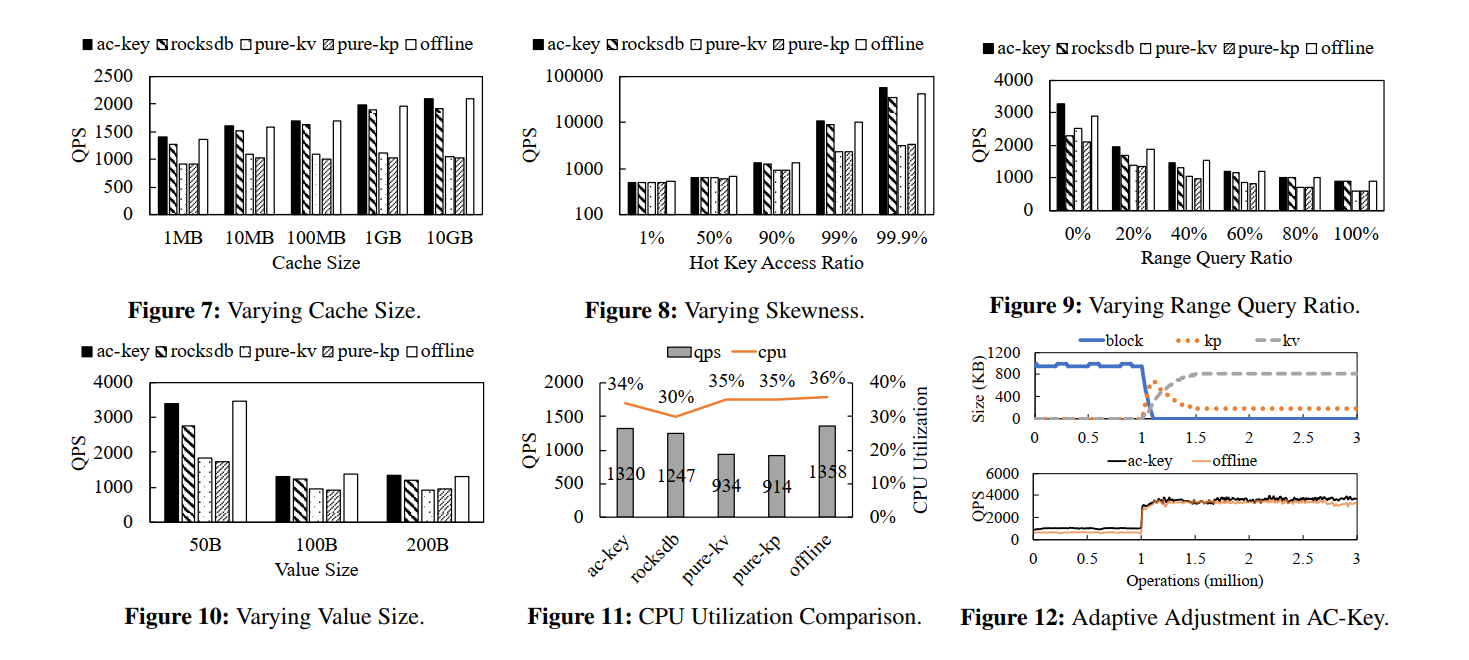 ac-key rocksdb pure-kv pure-kp offline
2500
2000
1500
1000
500
0
QPS
1MB 10MB 100MB 1GB 10GB
Cache Size
Figure 7: Varying Cache Size.
ac-key rocksdb pure-kv pure-kp offline
100000
10000
1000
100
QPS
1% 50% 90% 99% 99.9%
Hot Key Access Ratio
Figure 8: Varying Skewness.
ac-key rocksdb pure-kv pure-kp offline
4000
3000
2000
1000
0
QPS
0% 20% 40% 60% 80% 100%
Range Query Ratio
Figure 9: Varying Range Query Ratio.
ac-key rocksdb pure-kv pure-kp offline
4000
3000
2000
1000
0
QPS
50B 100B 200B
Value Size
Figure 10: Varying Value Size.
qps cpu
2000
1500
1000
500
0
QPS
34% 30% 35% 35% 36%
1320 1247 934 914 1358
40%
30%
20%
10%
0%
CPU Utilization
ac-key rocksdb pure-kv pure-kp offline
Figure 11: CPU Utilization Comparison.
block kp kv
1200
800
400
0
Size (KB)
0 0.5 1 1.5 2 2.5 3
ac-key offline
6000
4000
2000
0
QPS
0 0.5 1 1.5 2 2.5 3
Operations (million)
Figure 12: Adaptive Adjustment in AC-Key.